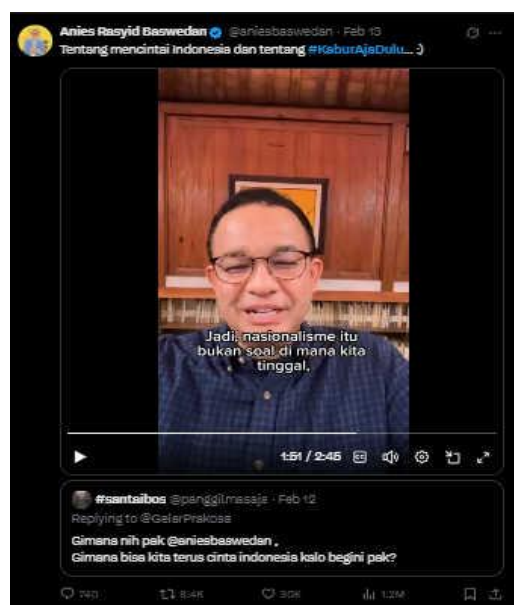 Anies Rasyid Baswedan @aniesbaswedan · Feb 13
Tentang mencintai Indonesia dan tentang #KaburAjaDulu... :)
Jadi, nasionalisme itu
bukan soal di mana kita
tinggal,
1:51 / 2:45
#santaibos @panggilmasaja · Feb 12
Replying to @GelarPrakosa
Gimana nih pak @aniesbaswedan ,
Gimana bisa kita terus cinta indonesia kalo begini pak?
740 8.4K 30K 1.2M